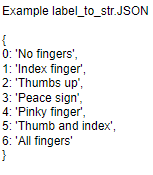 Example label_to_str.JSON
{
0: 'No fingers',
1: 'Index finger',
2: 'Thumbs up',
3: 'Peace sign',
4: 'Pinky finger',
5: 'Thumb and index',
6: 'All fingers'
}